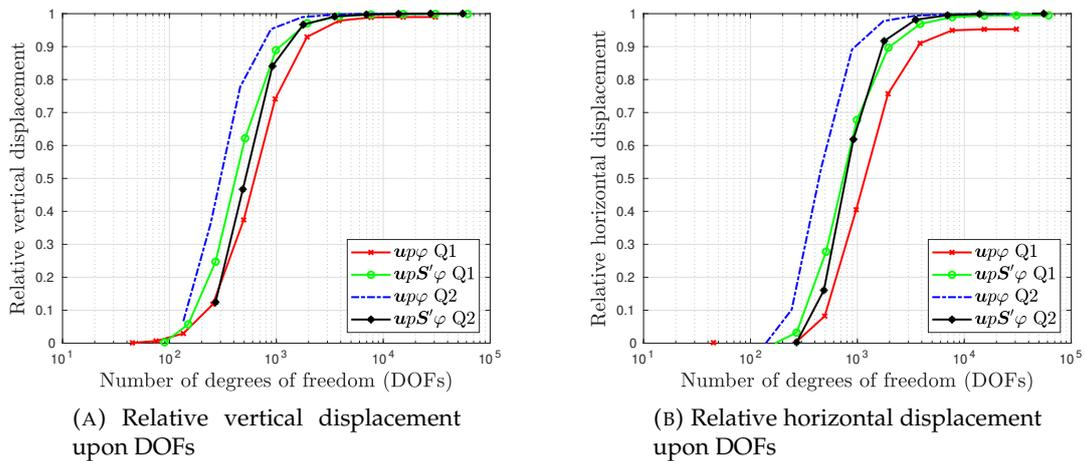 Relative vertical displacement
1
0.9
0.8
0.7
0.6
0.5
0.4
0.3
0.2
0.1
0
10^1 10^2 10^3 10^4 10^5
Number of degrees of freedom (DOFs)
upφ Q1
upS′φ Q1
upφ Q2
upS′φ Q2
(A) Relative vertical displacement
upon DOFs
Relative horizontal displacement
1
0.9
0.8
0.7
0.6
0.5
0.4
0.3
0.2
0.1
0
10^1 10^2 10^3 10^4 10^5
Number of degrees of freedom (DOFs)
upφ Q1
upS′φ Q1
upφ Q2
upS′φ Q2
(B) Relative horizontal displacement
upon DOFs